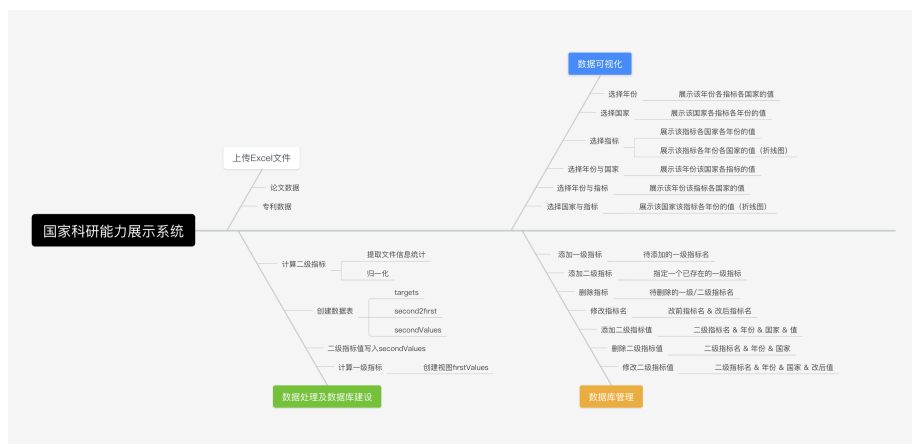 国家科研能力展示系统
上传Excel文件
论文数据
专利数据
数据可视化
选择年份
展示该年份各指标各国家的值
选择国家
展示该国家各指标各年份的值
选择指标
展示该指标各国家各年份的值
展示该指标各年份各国家的值（折线图）
选择年份与国家
展示该年份该国家各指标的值
选择年份与指标
展示该年份该指标各国家的值
选择国家与指标
展示该国家该指标各年份的值（折线图）
计算二级指标
提取文件信息统计
归一化
创建数据表
targets
second2first
secondValues
二级指标值写入secondValues
计算一级指标
创建视图firstValues
数据处理及数据库建设
添加一级指标
待添加的一级指标名
添加二级指标
指定一个已存在的一级指标
删除指标
待删除的一级/二级指标名
修改指标名
改前指标名 & 改后指标名
添加二级指标值
二级指标名 & 年份 & 国家 & 值
删除二级指标值
二级指标名 & 年份 & 国家
修改二级指标值
二级指标名 & 年份 & 国家 & 改后值
数据库管理